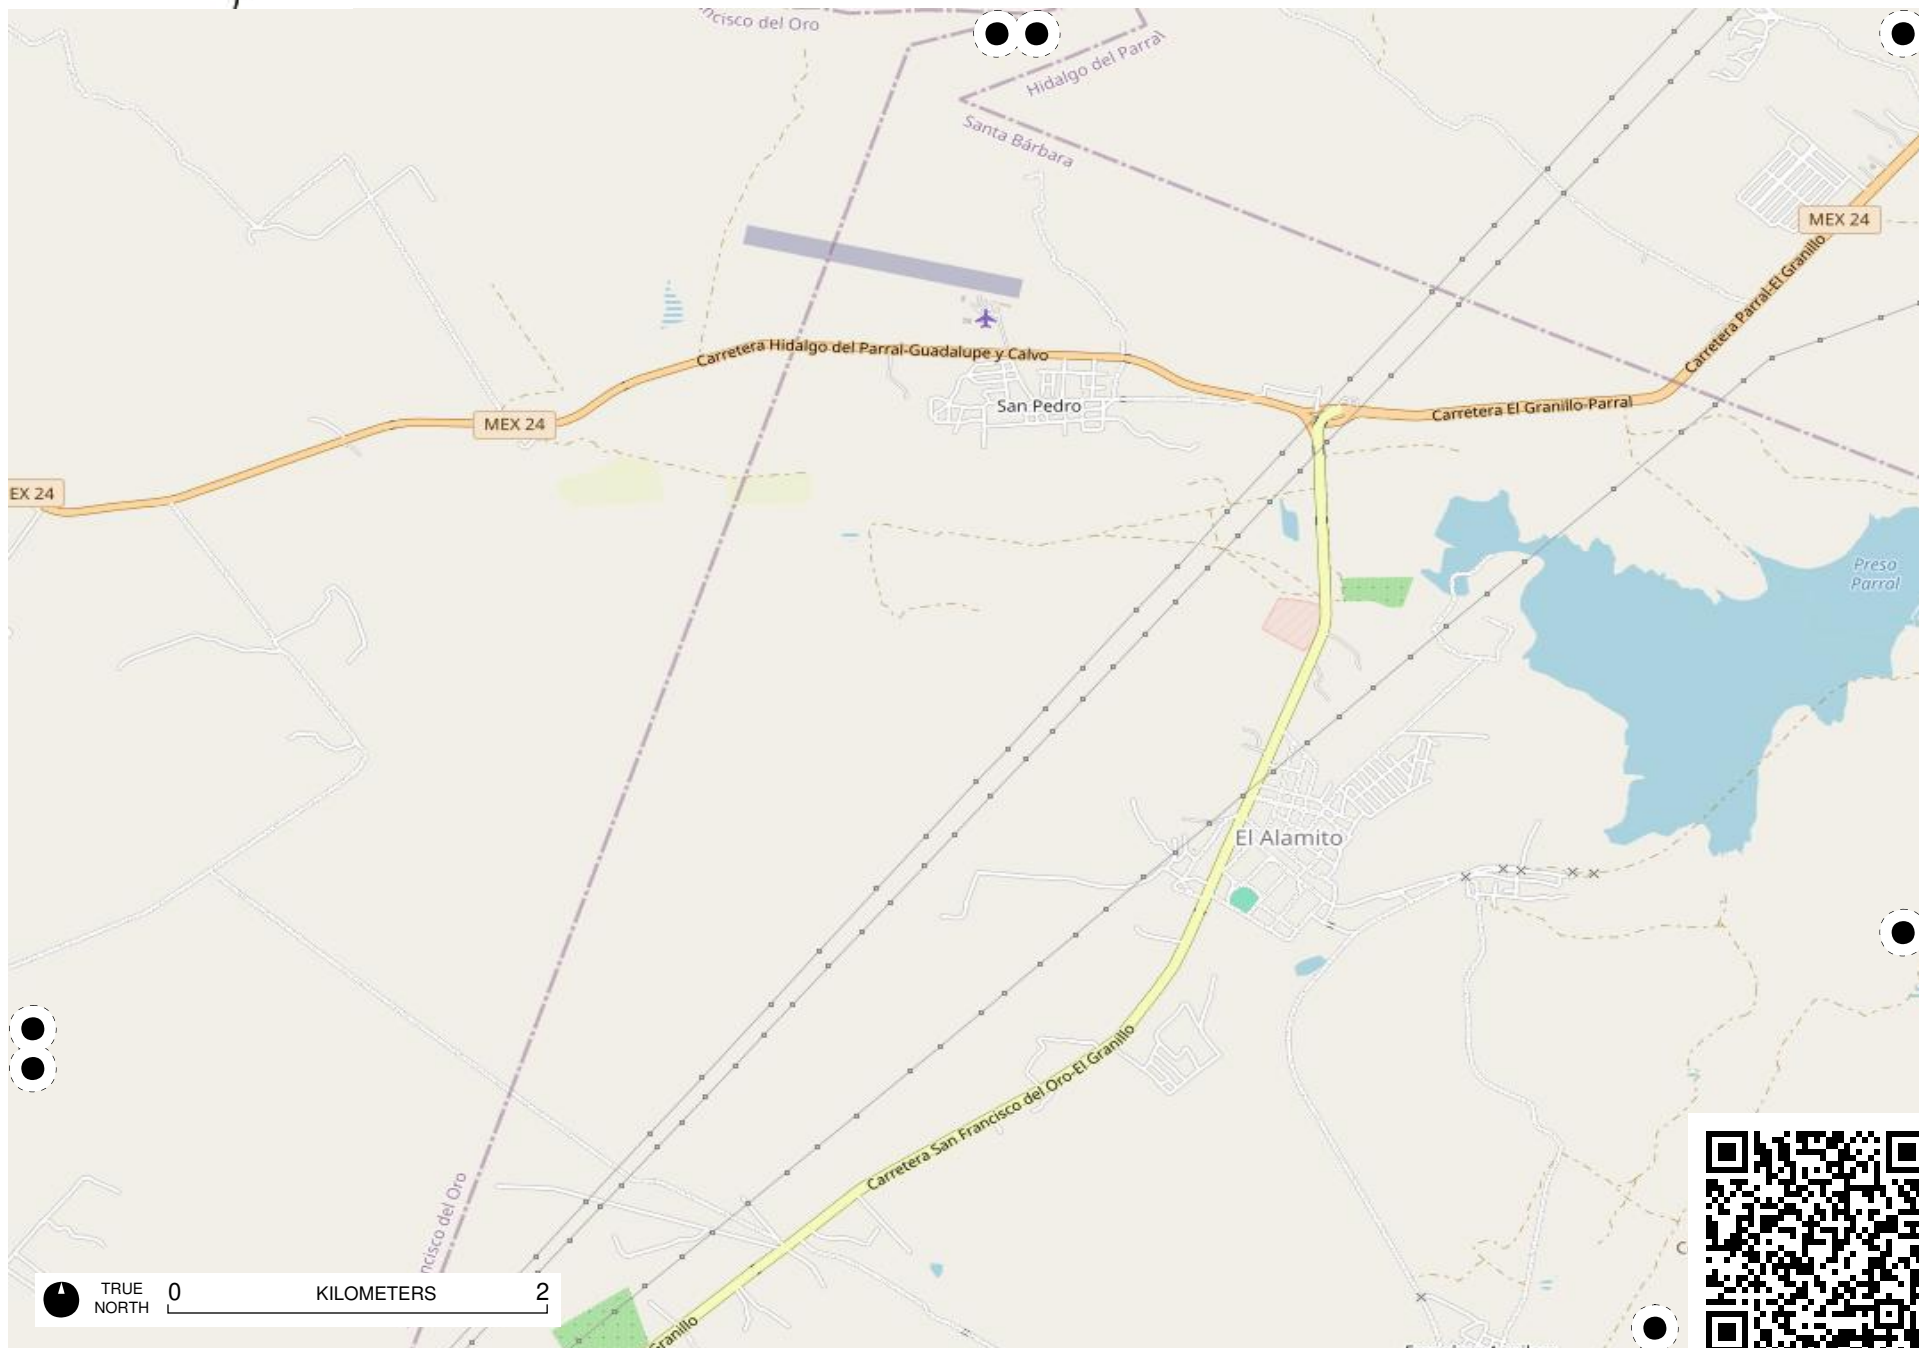 ncisco del Oro
Hidalgo del Parral
Santa Bárbara
MEX 24
Carretera Parral-El Granillo
Carretera Hidalgo del Parral-Guadalupe y Calvo
San Pedro
Carretera El Granillo-Parral
MEX 24
EX 24
Presa
Parral
El Alamito
Carretera San Francisco del Oro-El Granillo
ncisco del Oro
C
TRUE
NORTH
0 KILOMETERS 2
Granillo